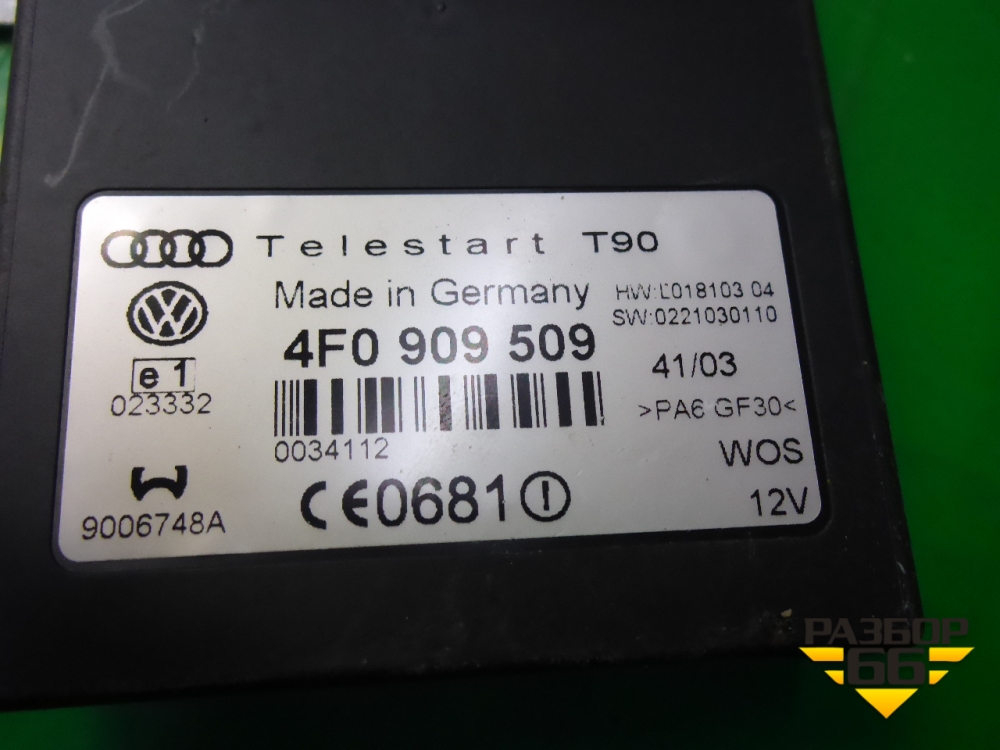 Telestart T90
Made in Germany
HW:L018103 04
SW:0221030110
4F0 909 509
e1
023332
41/03
>PA6 GF30<
0034112
WOS
9006748A
CE0681
12V
РАЗБОР
66